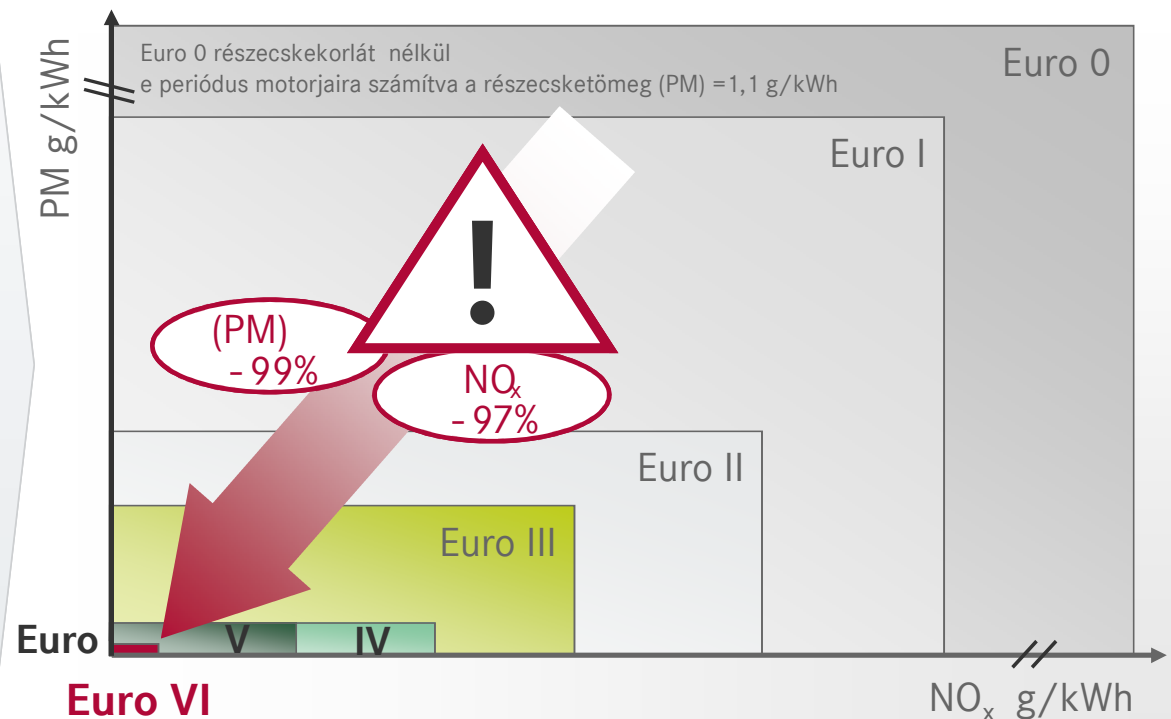 PM g/kWh
Euro 0 részecskekorlát nélkül
e periódus motorjaira számítva a részecsketömeg (PM) =1,1 g/kWh
Euro 0
Euro I
!
(PM)
- 99%
NOx
- 97%
Euro II
Euro III
Euro
V
IV
Euro VI
NOx g/kWh